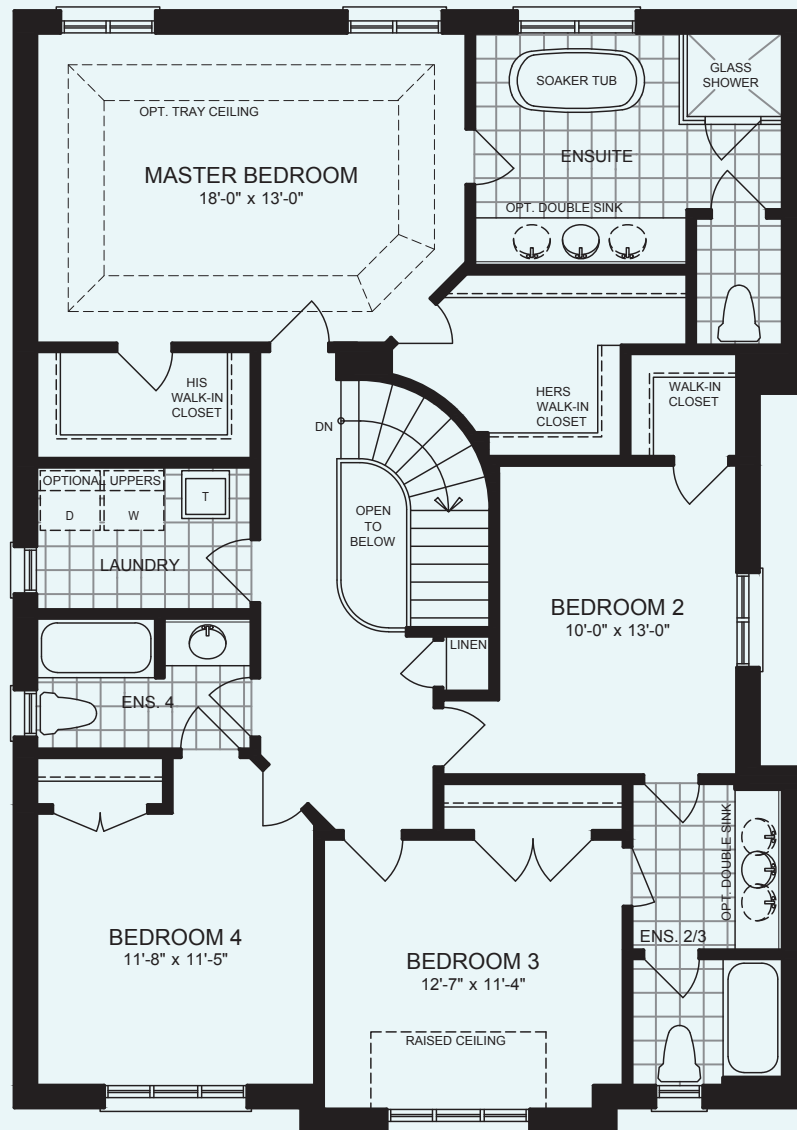 GLASS
SHOWER
SOAKER TUB
OPT. TRAY CEILING
ENSUITE
MASTER BEDROOM
18'-0" x 13'-0"
OPT. DOUBLE SINK
HIS
WALK-IN
CLOSET
HERS
WALK-IN
CLOSET
WALK-IN
CLOSET
DN
OPTIONAL UPPERS
D
W
T
OPEN
TO
BELOW
LAUNDRY
BEDROOM 2
10'-0" x 13'-0"
LINEN
ENS. 4
OPT. DOUBLE SINK
ENS. 2/3
BEDROOM 4
11'-8" x 11'-5"
BEDROOM 3
12'-7" x 11'-4"
RAISED CEILING